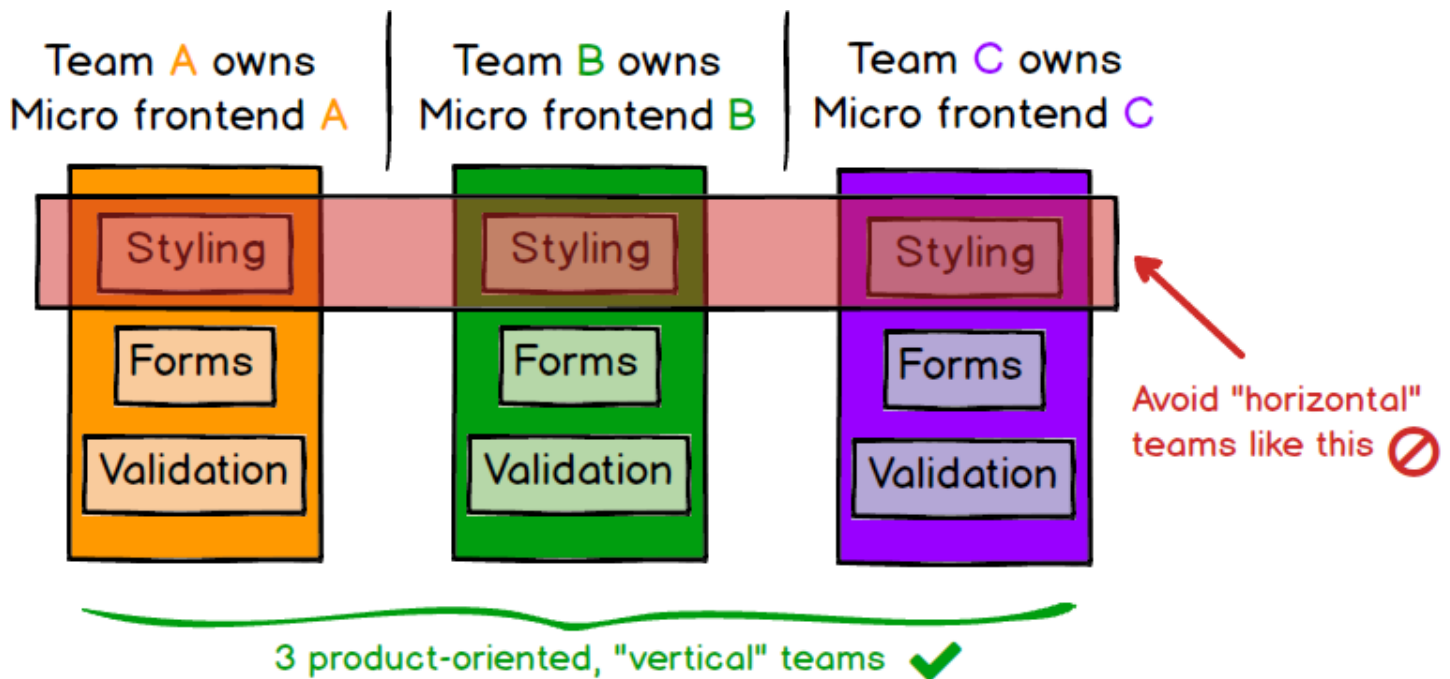 Team A owns
Micro frontend A
Team B owns
Micro frontend B
Team C owns
Micro frontend C
Styling
Styling
Styling
Forms
Forms
Forms
Validation
Validation
Validation
Avoid "horizontal"
teams like this
3 product-oriented, "vertical" teams